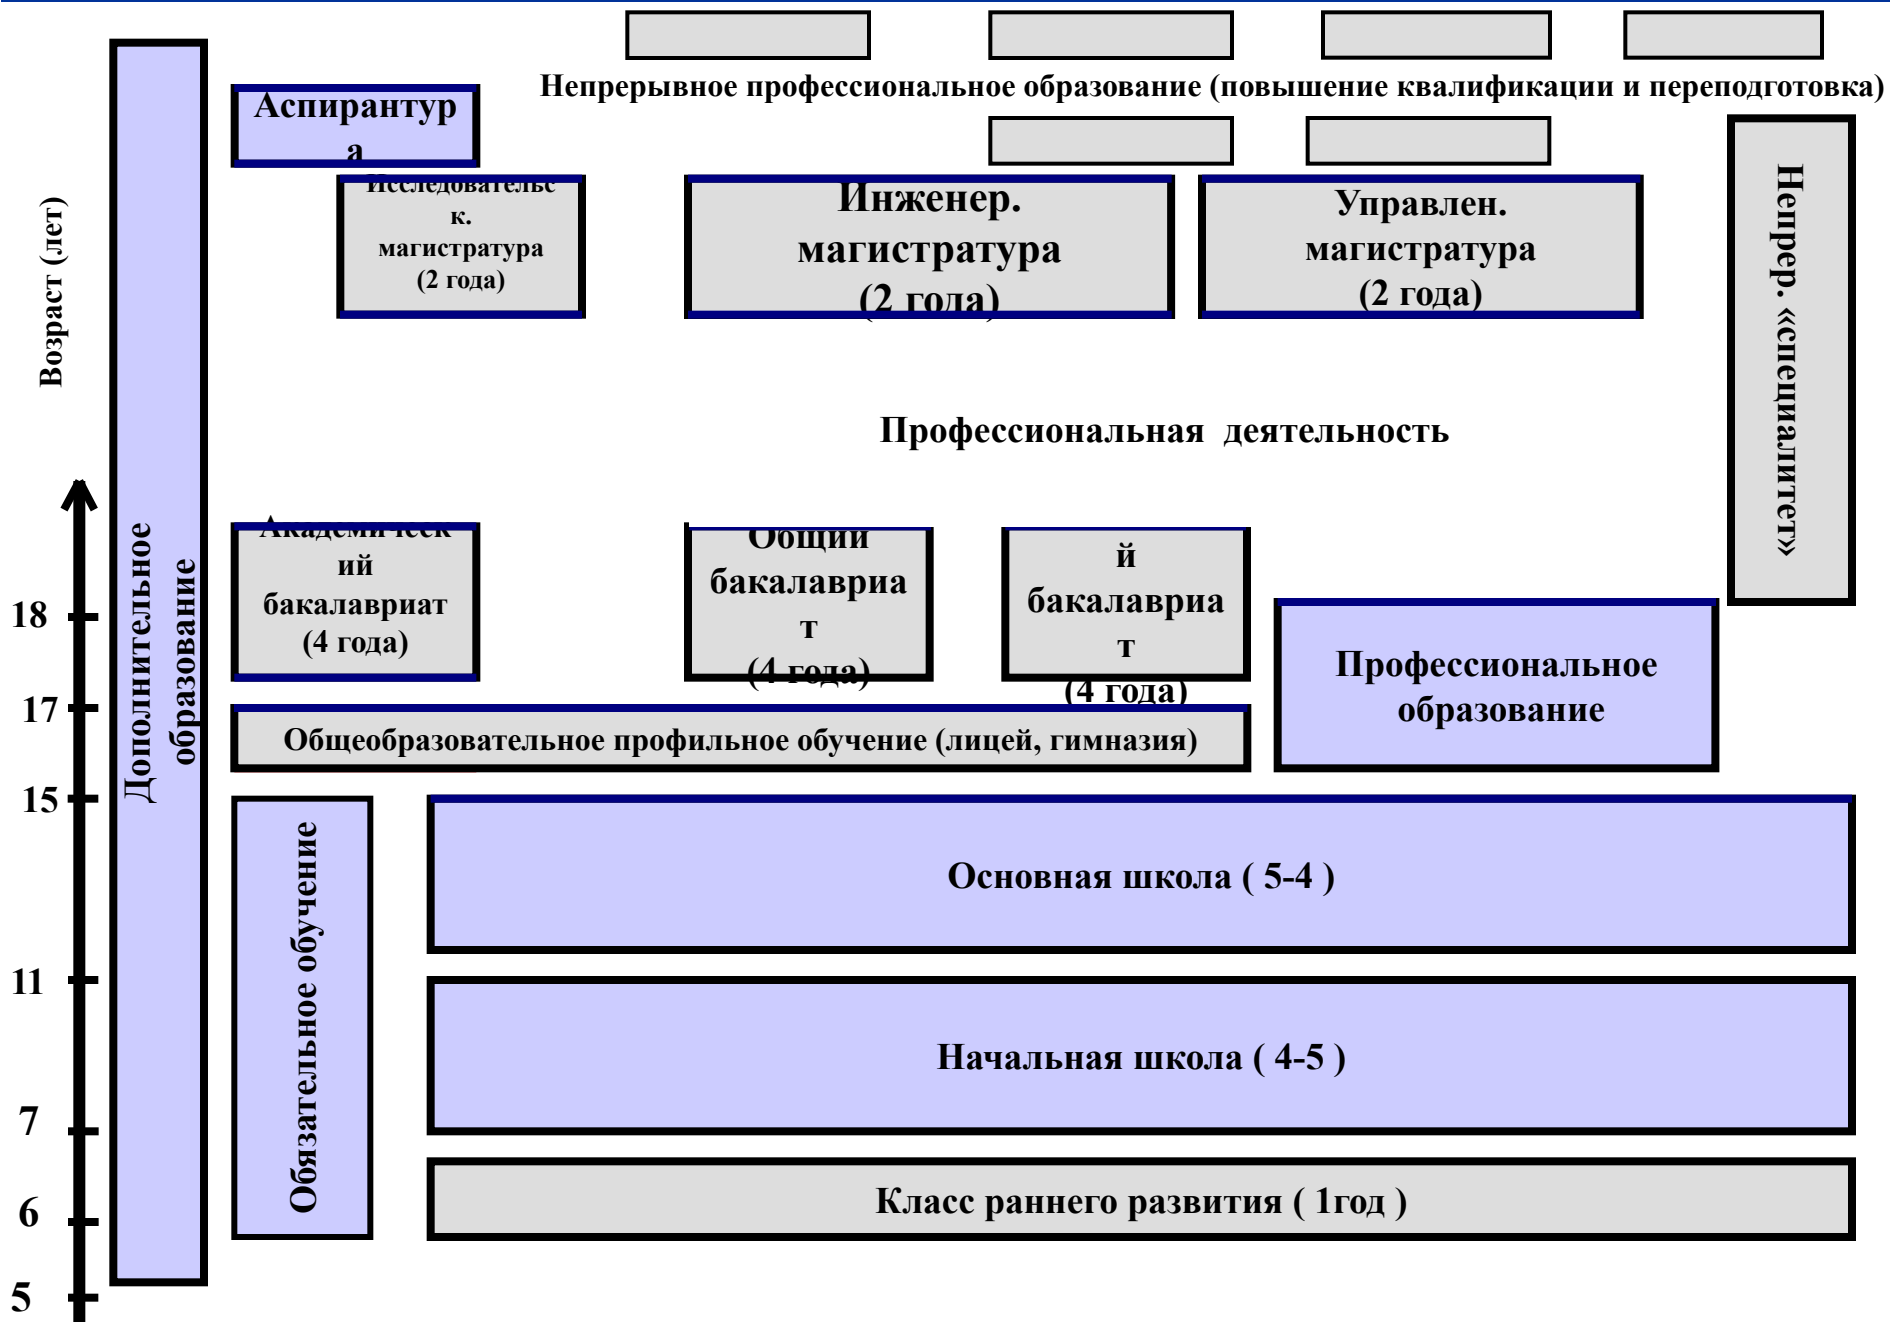 Непрерывное профессиональное образование (повышение квалификации и переподготовка)
Аспирантур
а
Исследовательс
к.
магистратура
(2 года)
Инженер.
магистратура
(2 года)
Управлен.
магистратура
(2 года)
Непрер. «специалитет»
Возраст (лет)
Профессиональная деятельность
Дополнительное
образование
Академическ
ий
бакалавриат
(4 года)
Общий
бакалавриа
т
(4 года)
й
бакалавриа
т
(4 года)
Профессиональное
образование
18
17
Общеобразовательное профильное обучение (лицей, гимназия)
15
Обязательное обучение
Основная школа ( 5-4 )
11
Начальная школа ( 4-5 )
7
Класс раннего развития ( 1год )
6
5